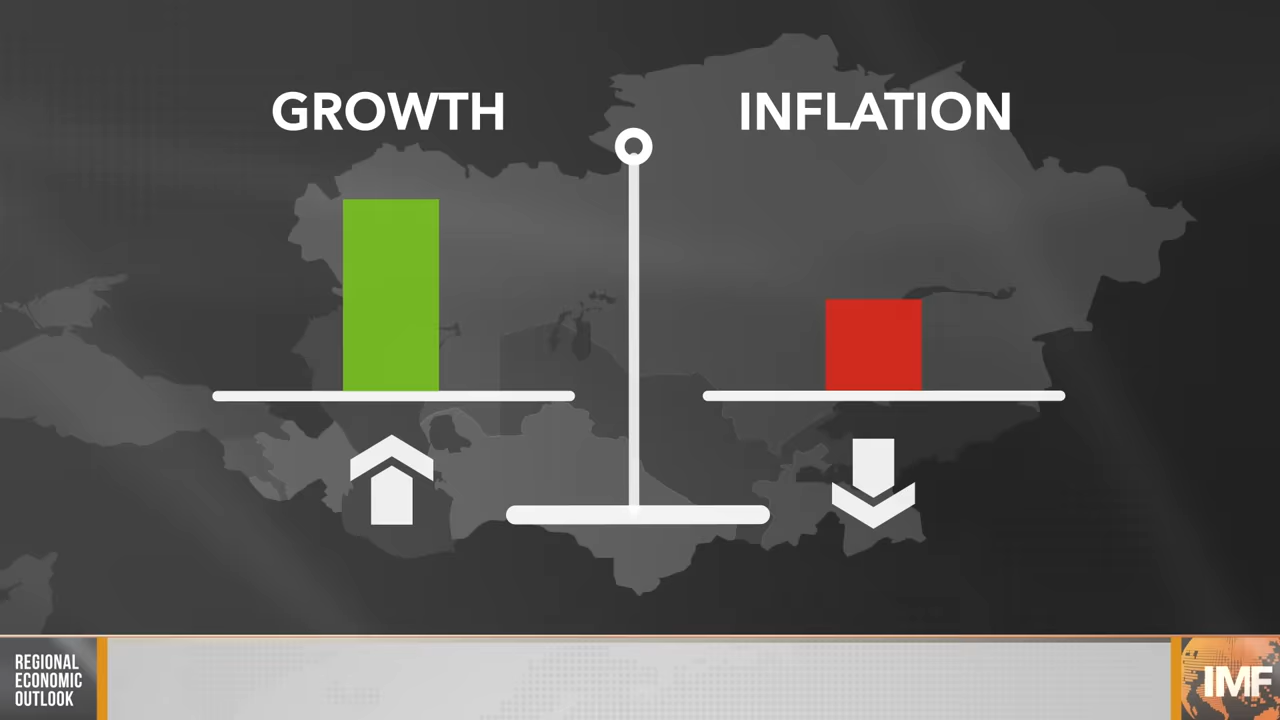 GROWTH
INFLATION
REGIONAL
ECONOMIC
OUTLOOK
IMF